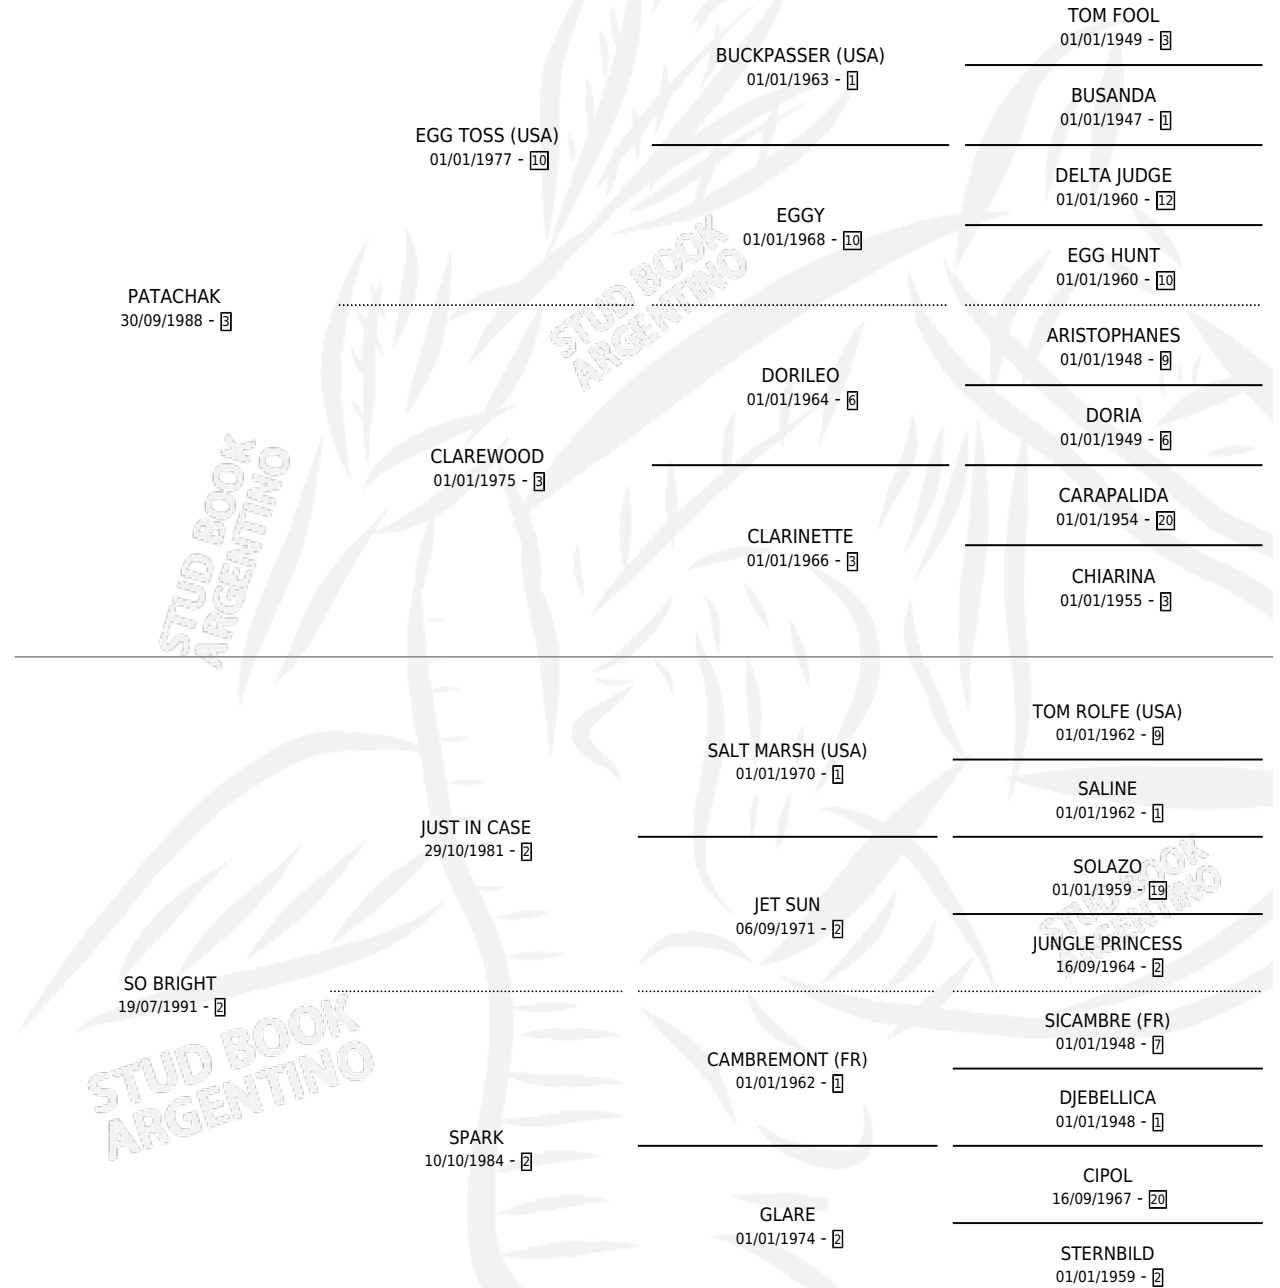 TOM FOOL
01/01/1949 - 3
BUCKPASSER (USA)
01/01/1963 - 1
BUSANDA
01/01/1947 - 1
EGG TOSS (USA)
01/01/1977 - 10
DELTA JUDGE
01/01/1960 - 12
EGGY
01/01/1968 - 10
EGG HUNT
01/01/1960 - 10
PATACHAK
30/09/1988 - 3
STUD BOOK
ARGENTINO
ARISTOPHANES
01/01/1948 - 9
DORILEO
01/01/1964 - 6
DORIA
01/01/1949 - 6
CLAREWOOD
01/01/1975 - 3
CARAPALIDA
01/01/1954 - 20
CLARINETTE
01/01/1966 - 3
CHIARINA
01/01/1955 - 3
STUD BOOK
ARGENTINO
TOM ROLFE (USA)
01/01/1962 - 9
SALT MARSH (USA)
01/01/1970 - 1
SALINE
01/01/1962 - 1
JUST IN CASE
29/10/1981 - 2
SOLAZO
01/01/1959 - 19
STUD BOOK
ARGENTINO
JET SUN
06/09/1971 - 2
JUNGLE PRINCESS
16/09/1964 - 2
SO BRIGHT
19/07/1991 - 2
STUD BOOK
ARGENTINO
SICAMBRE (FR)
01/01/1948 - 7
CAMBREMONT (FR)
01/01/1962 - 1
DJEBELLICA
01/01/1948 - 1
SPARK
10/10/1984 - 2
CIPOL
16/09/1967 - 20
GLARE
01/01/1974 - 2
STERNBILD
01/01/1959 - 2